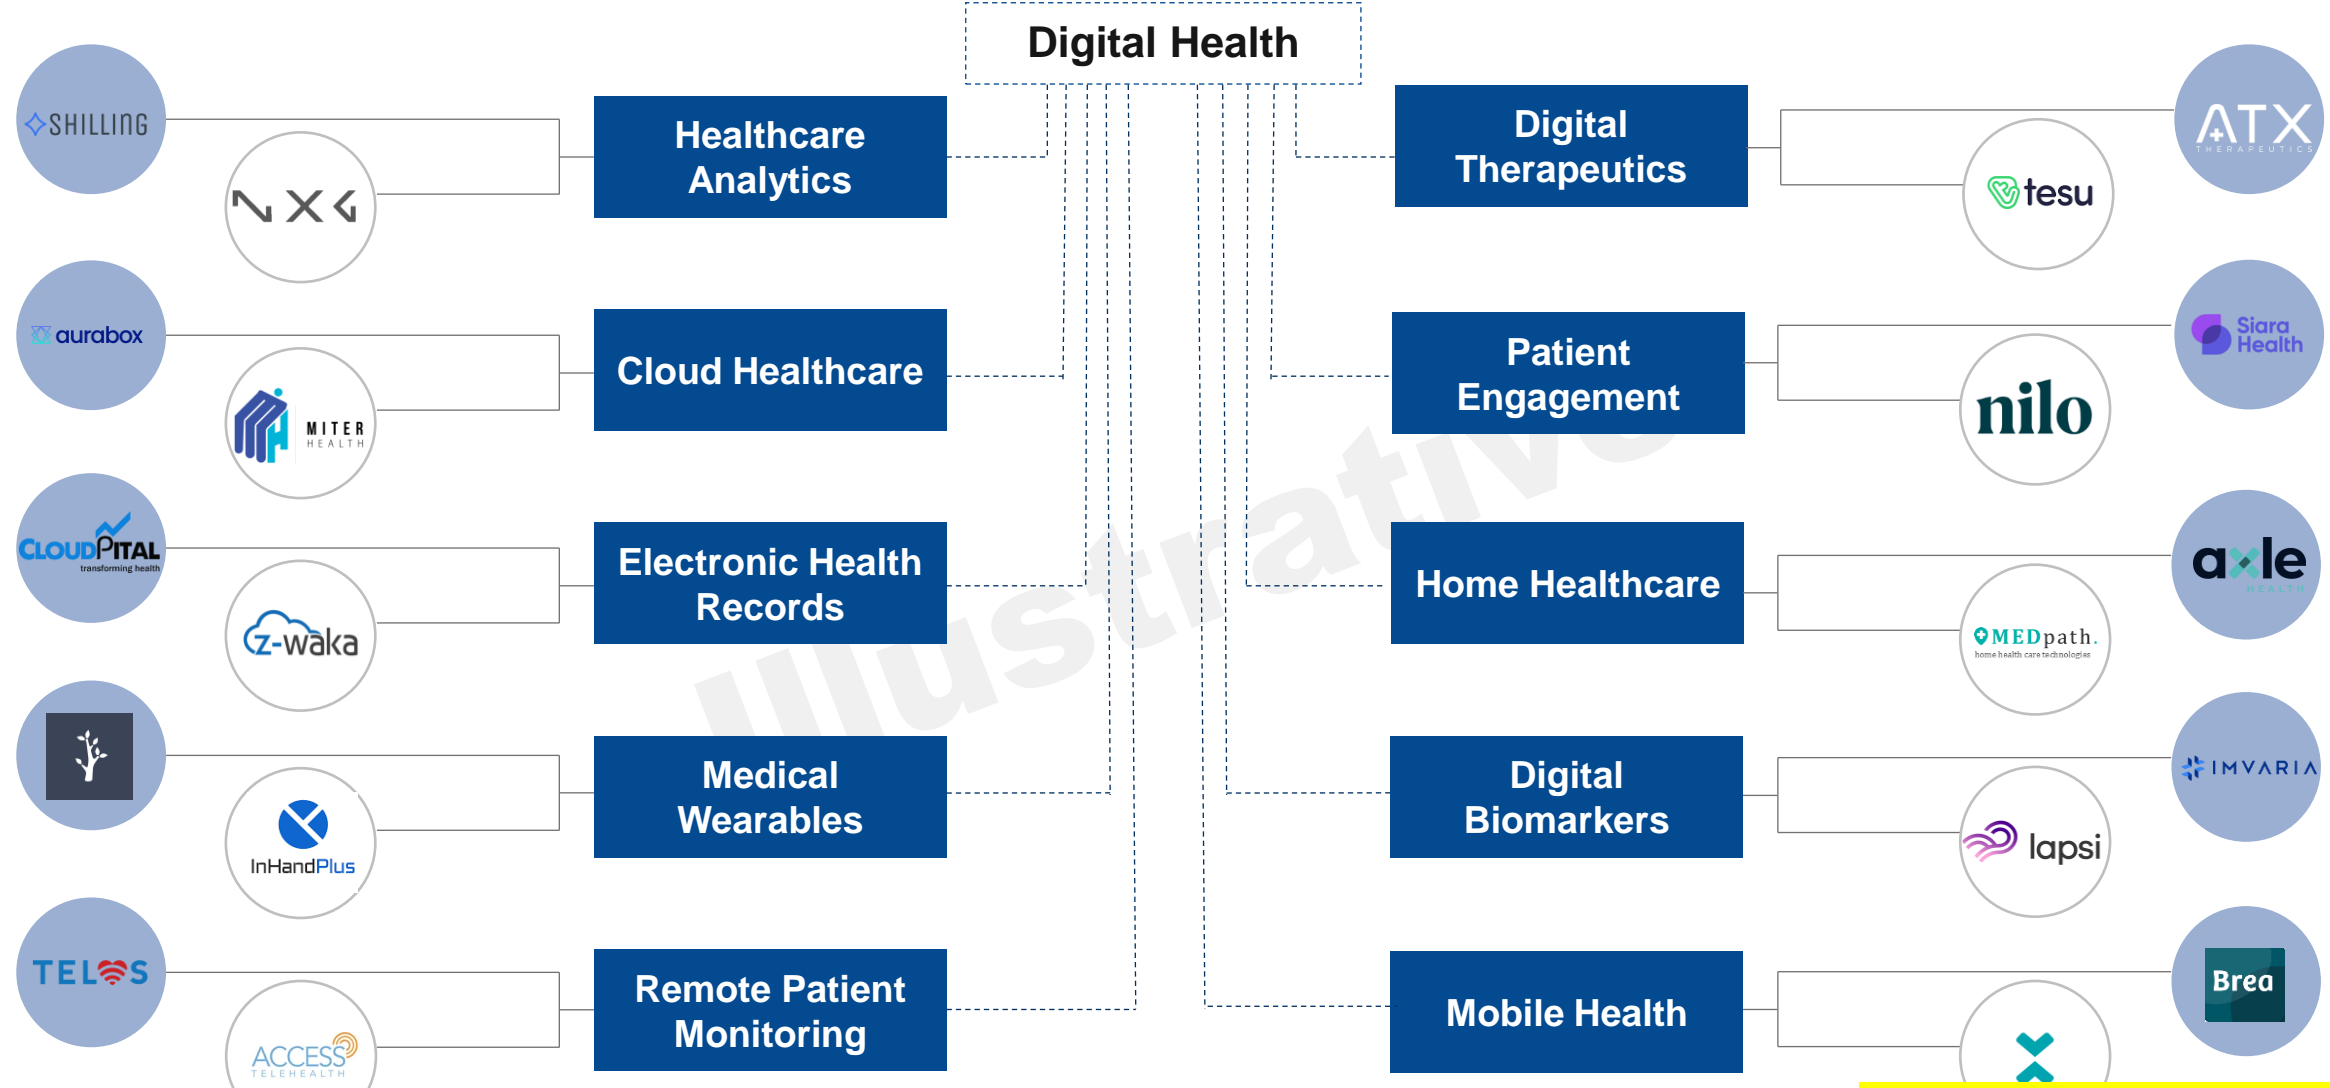 Digital Health
SHILLING
NXG
Healthcare
Analytics
aurabox
MITER
HEALTH
Cloud Healthcare
CLOUDPITAL
transforming health
z-waka
Electronic Health
Records
InHandPlus
Medical
Wearables
TELOS
ACCESS
TELEHEALTH
Remote Patient
Monitoring
Digital
Therapeutics
ATX
THERAPEUTICS
tesu
Patient
Engagement
Siara
Health
nilo
Home Healthcare
axle
HEALTH
MEDpath.
home health care technologies
Digital
Biomarkers
IMVARIA
lapsi
Mobile Health
Brea
Illustrative